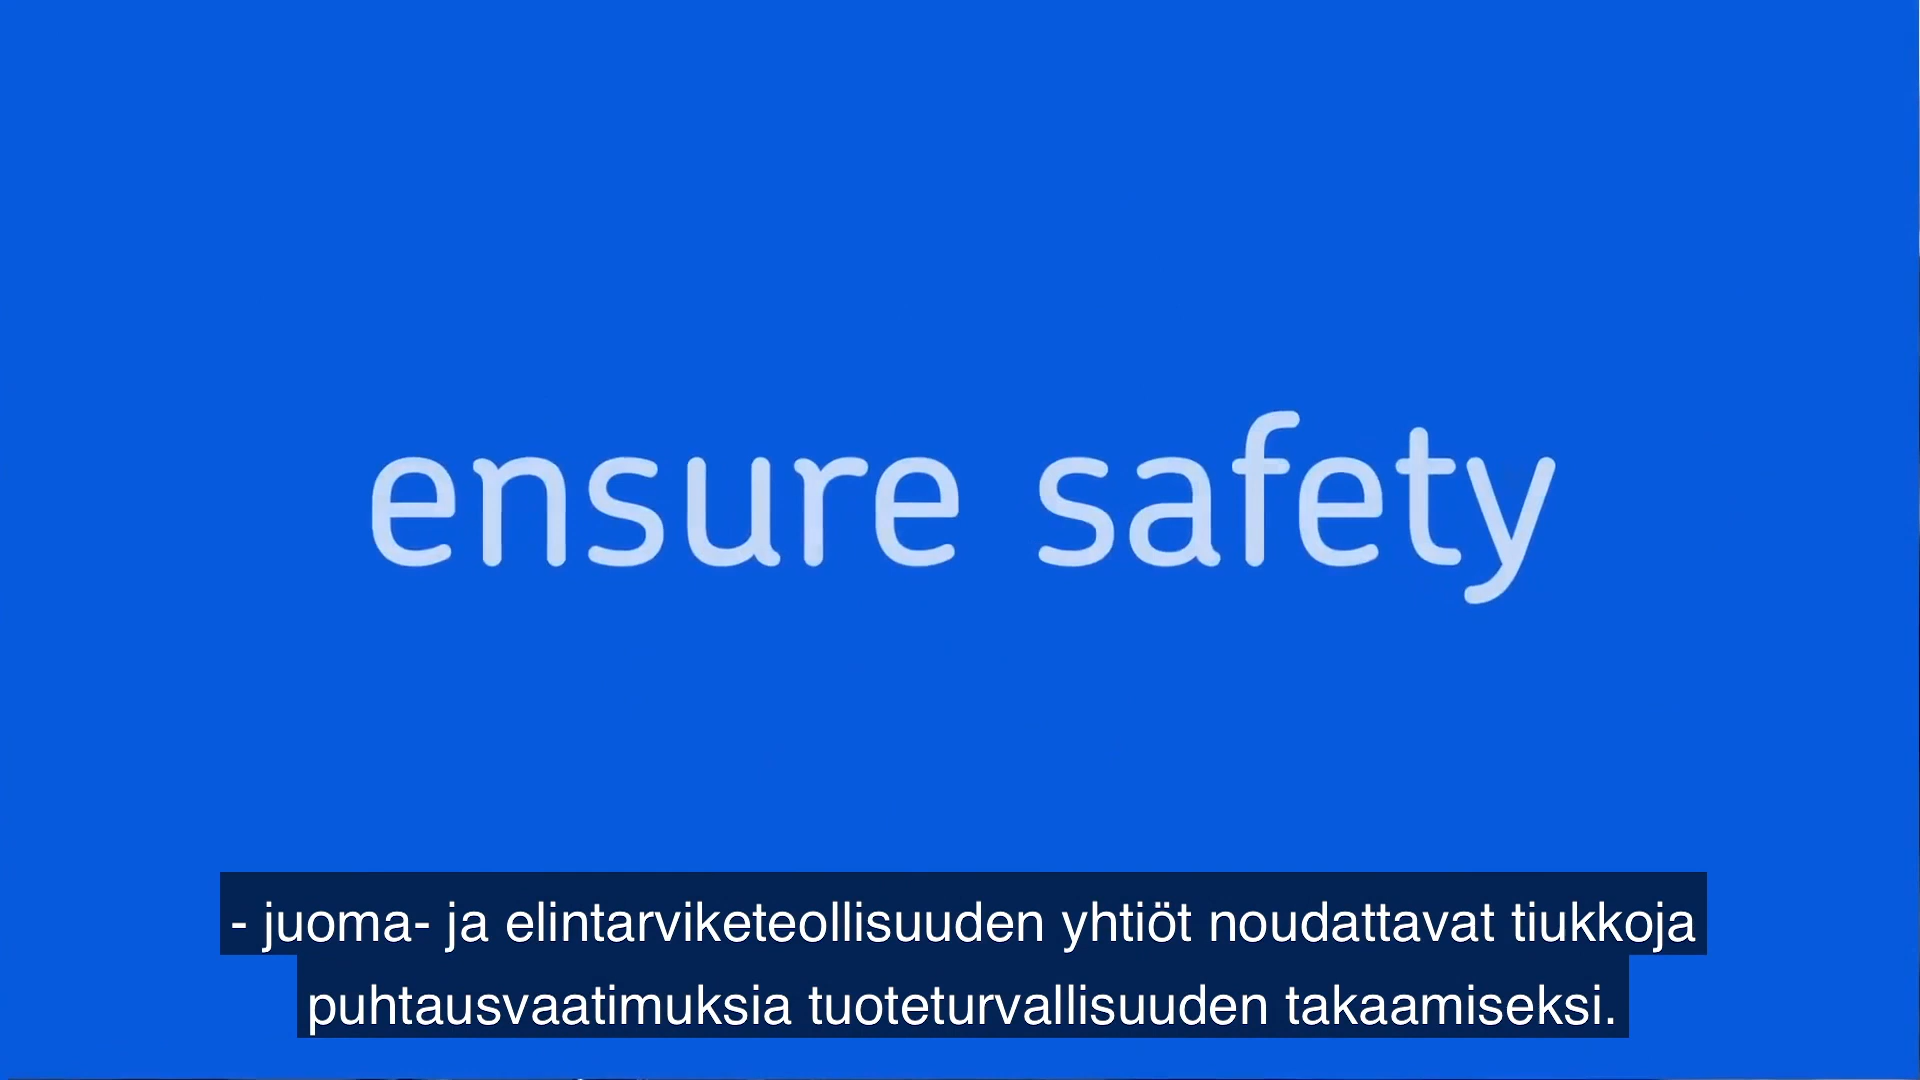 ensure safety
- juoma- ja elintarviketeollisuuden yhtiöt noudattavat tiukkoja
puhtausvaatimuksia tuoteturvallisuuden takaamiseksi.